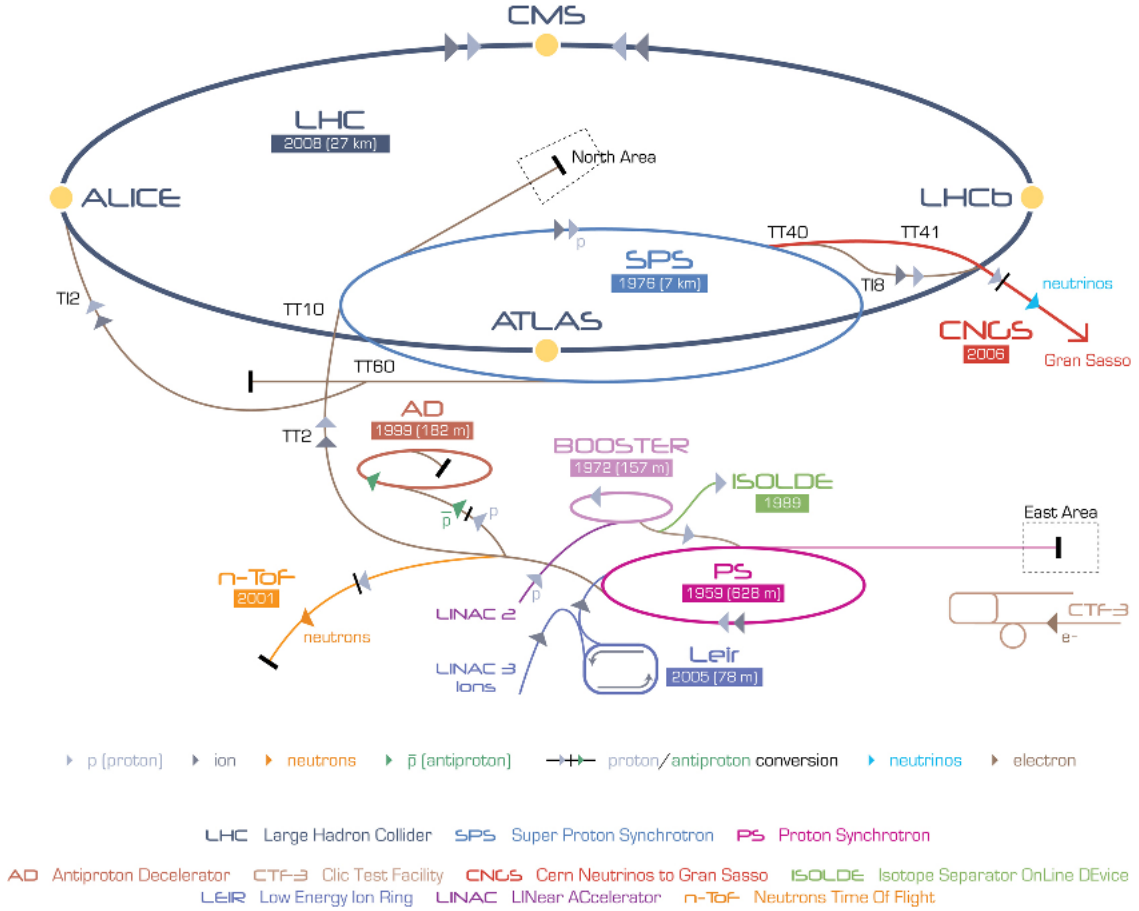 CMS
LHC
2008 (27 km)
North Area
ALICE
LHCb
TT40
TT41
p
SPS
1976 (7 km)
TI2
TT10
TI8
neutrinos
ATLAS
CNGS
2006
Gran Sasso
TT60
AD
1999 (182 m)
TT2
BOOSTER
1972 (157 m)
ISOLDE
1989
p̄
p
East Area
n-ToF
2001
PS
1959 (628 m)
p
LINAC 2
neutrons
CTF-3
e-
LINAC 3
Ions
Leir
2005 (78 m)
p (proton) ion neutrons p̄ (antiproton) proton/antiproton conversion neutrinos electron
LHC Large Hadron Collider SPS Super Proton Synchrotron PS Proton Synchrotron
AD Antiproton Decelerator CTF-3 Clic Test Facility CNGS Cern Neutrinos to Gran Sasso ISOLDE Isotope Separator OnLine DEvice
LEIR Low Energy Ion Ring LINAC LINear ACcelerator n-ToF Neutrons Time Of Flight